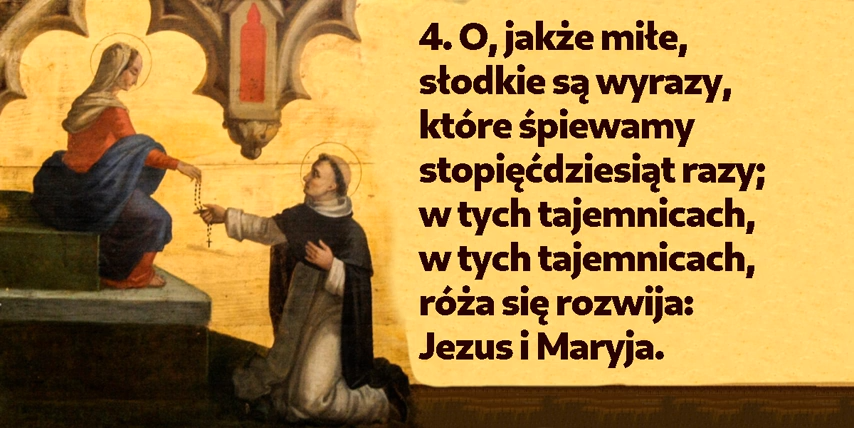 4. O, jakże miłe,
słodkie są wyrazy,
które śpiewamy
stopięćdziesiąt razy;
w tych tajemnicach,
w tych tajemnicach,
róża się rozwija:
Jezus i Maryja.